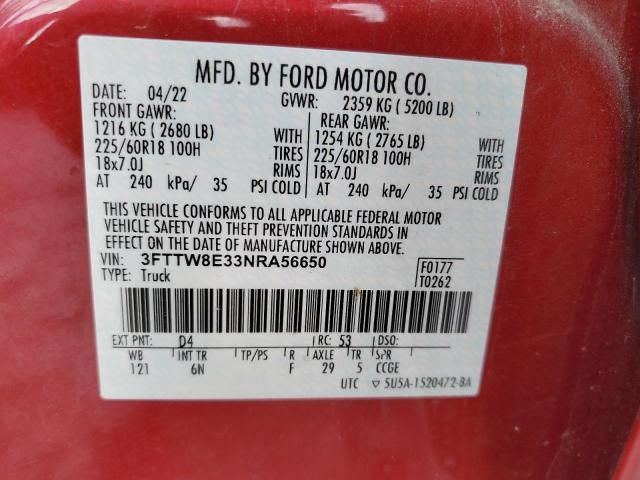 MFD. BY FORD MOTOR CO.
DATE: 04/22 GVWR: 2359 KG ( 5200 LB)
FRONT GAWR: REAR GAWR:
1216 KG ( 2680 LB) WITH 1254 KG ( 2765 LB) WITH
225/60R18 100H TIRES 225/60R18 100H TIRES
18x7.0J RIMS 18x7.0J RIMS
AT 240 kPa/ 35 PSI COLD AT 240 kPa/ 35 PSI COLD
THIS VEHICLE CONFORMS TO ALL APPLICABLE FEDERAL MOTOR
VEHICLE SAFETY AND THEFT PREVENTION STANDARDS IN
EFFECT ON THE DATE OF MANUFACTURE SHOWN ABOVE.
VIN: 3FTTW8E33NRA56650 F0177
TYPE: Truck T0262
EXT PNT: D4 RC: 53 DSO:
WB INT TR TP/PS R AXLE TR SPR
121 6N F 29 5 CCGE
UTC ▽ 5U5A-1520472-BA